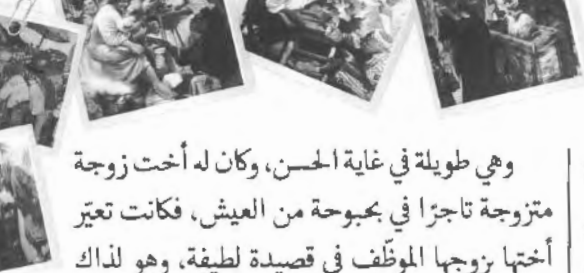 وهي طويلة في غاية الحسن، وكان له أخت زوجة
متزوجة تاجرًا في بحبوحة من العيش، فكانت تعيّر
أختها بزوجها الموظّف في قصيدة لطيفة، وهو لذاك